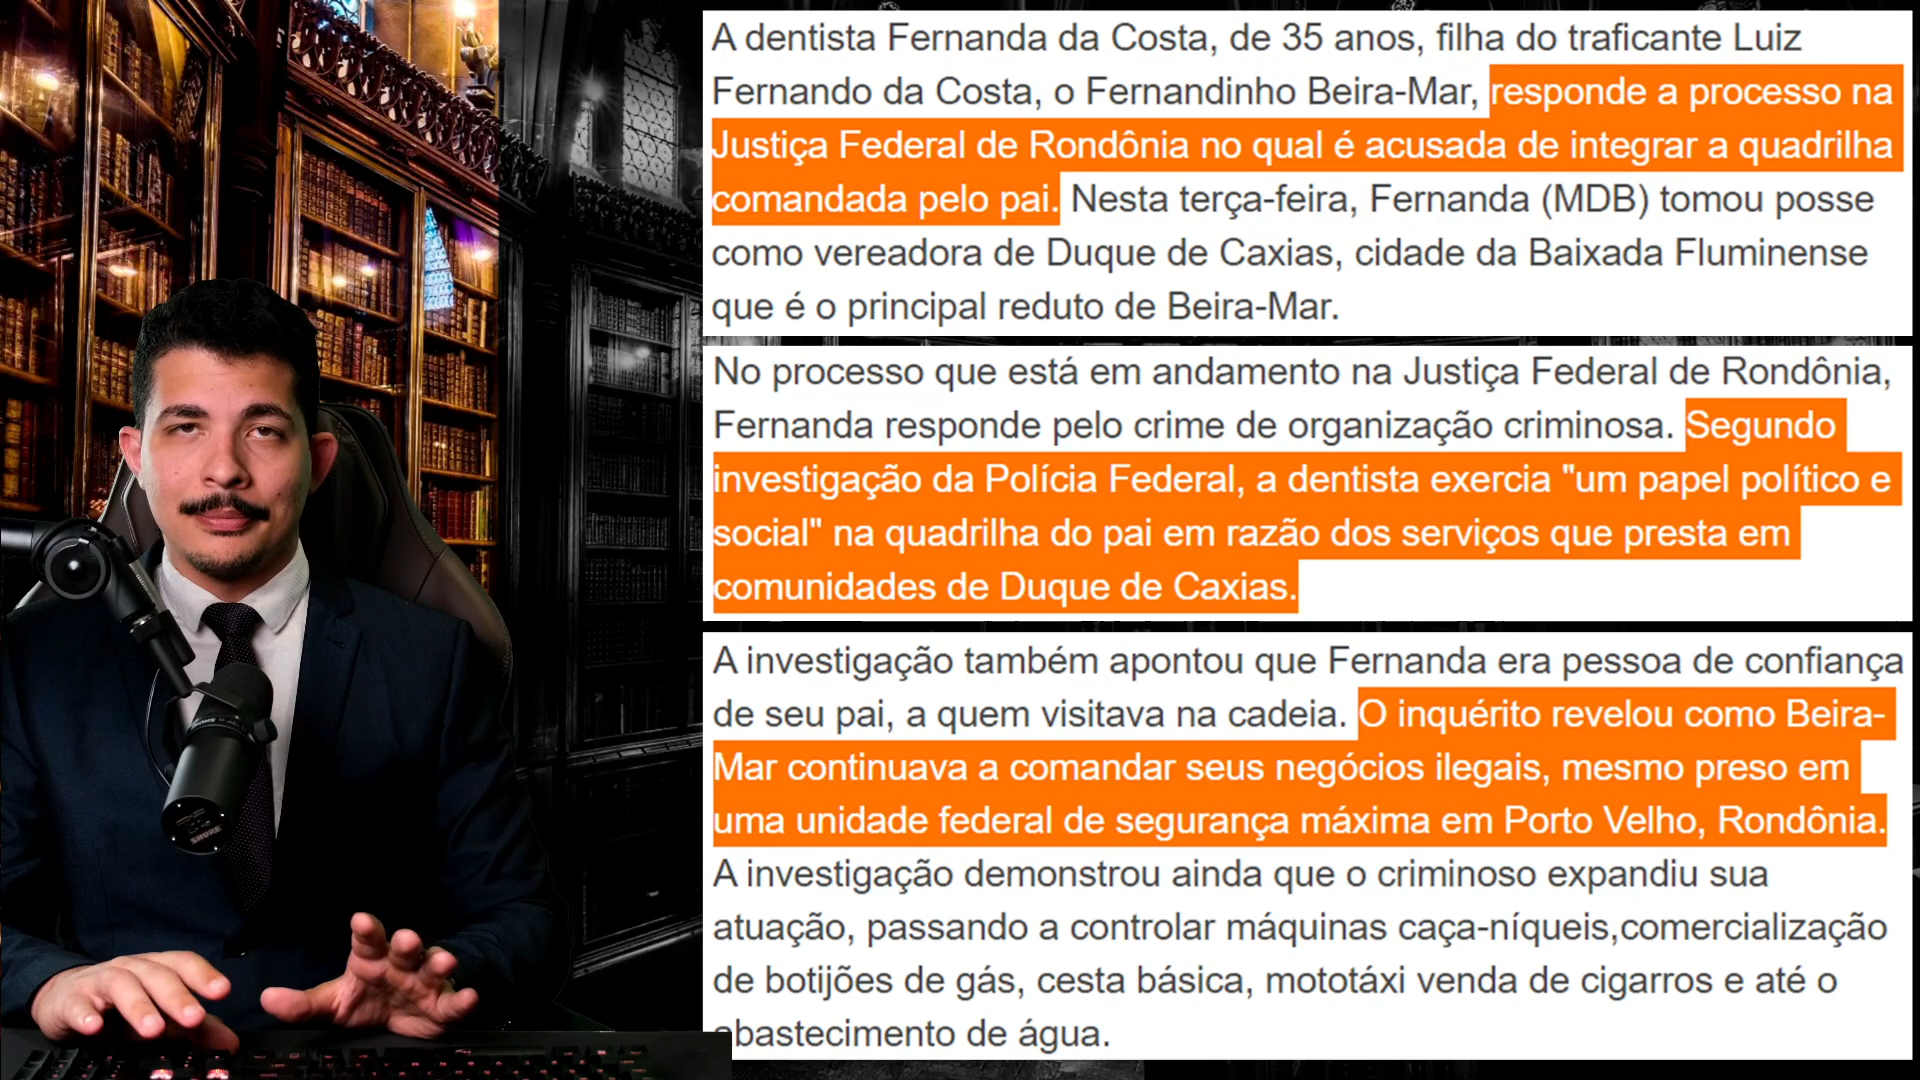 A dentista Fernanda da Costa, de 35 anos, filha do traficante Luiz
Fernando da Costa, o Fernandinho Beira-Mar, responde a processo na
Justiça Federal de Rondônia no qual é acusada de integrar a quadrilha
comandada pelo pai. Nesta terça-feira, Fernanda (MDB) tomou posse
como vereadora de Duque de Caxias, cidade da Baixada Fluminense
que é o principal reduto de Beira-Mar.
No processo que está em andamento na Justiça Federal de Rondônia,
Fernanda responde pelo crime de organização criminosa. Segundo
investigação da Polícia Federal, a dentista exercia "um papel político e
social" na quadrilha do pai em razão dos serviços que presta em
comunidades de Duque de Caxias.
A investigação também apontou que Fernanda era pessoa de confiança
de seu pai, a quem visitava na cadeia. O inquérito revelou como Beira-
Mar continuava a comandar seus negócios ilegais, mesmo preso em
uma unidade federal de segurança máxima em Porto Velho, Rondônia.
A investigação demonstrou ainda que o criminoso expandiu sua
atuação, passando a controlar máquinas caça-níqueis,comercialização
de botijões de gás, cesta básica, mototáxi venda de cigarros e até o
abastecimento de água.
SHURE